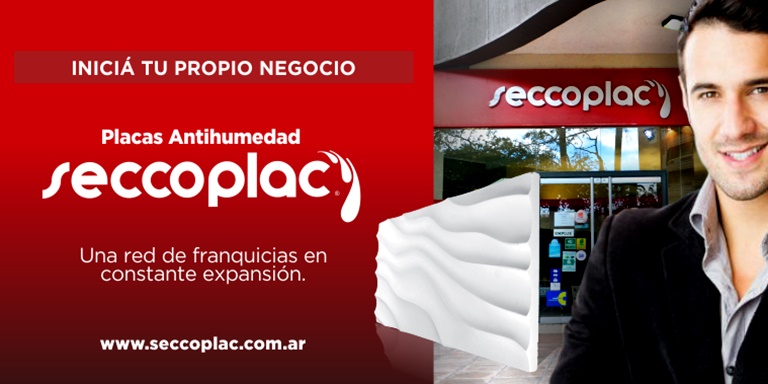 INICIÁ TU PROPIO NEGOCIO
Placas Antihumedad
seccoplac®
Una red de franquicias en
constante expansión.
www.seccoplac.com.ar
seccoplac